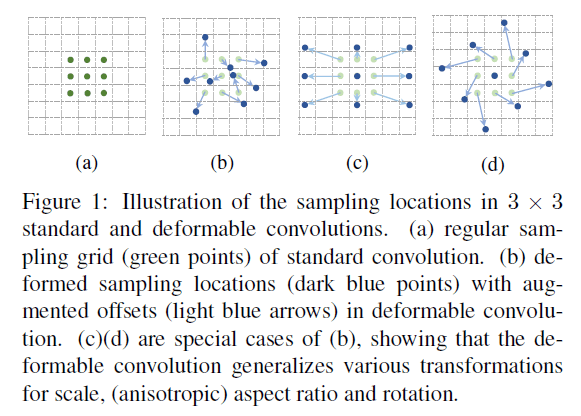 (a) (b) (c) (d)
Figure 1: Illustration of the sampling locations in 3 × 3
standard and deformable convolutions. (a) regular sam-
pling grid (green points) of standard convolution. (b) de-
formed sampling locations (dark blue points) with aug-
mented offsets (light blue arrows) in deformable convolu-
tion. (c)(d) are special cases of (b), showing that the de-
formable convolution generalizes various transformations
for scale, (anisotropic) aspect ratio and rotation.